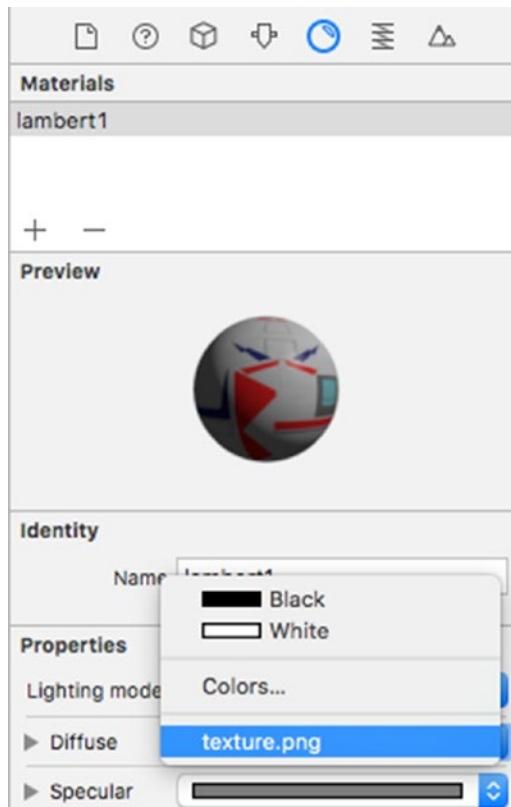 Materials
lambert1
Preview
Identity
Name
Black
White
Properties
Lighting mode
Colors...
Diffuse
texture.png
Specular